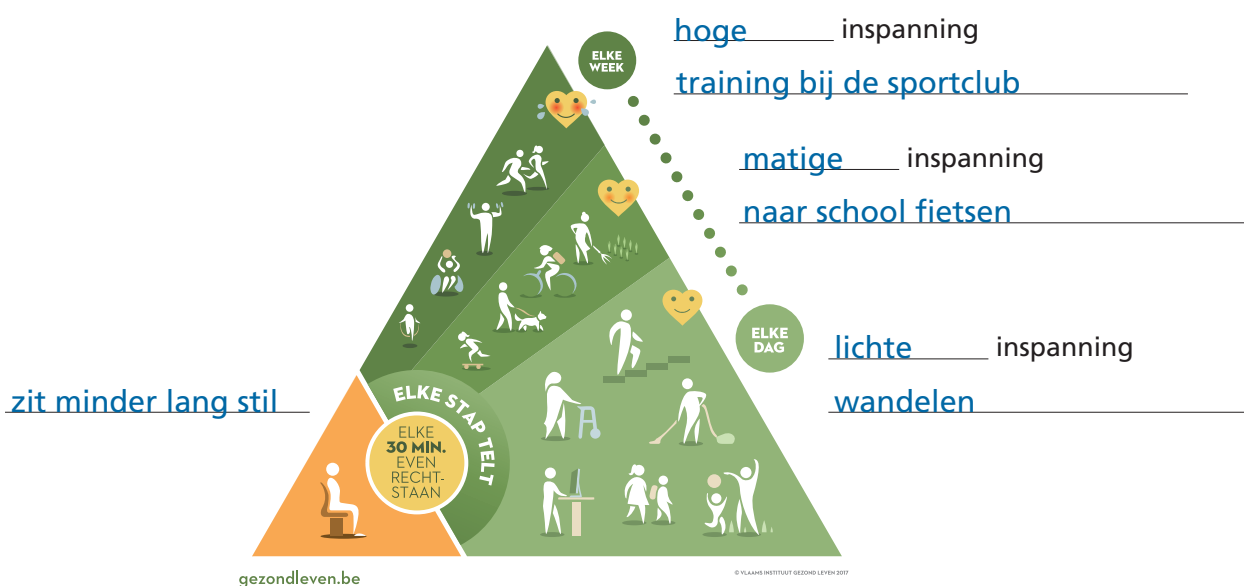 ELKE
WEEK
hoge inspanning
training bij de sportclub
matige inspanning
naar school fietsen
ELKE
DAG
lichte inspanning
wandelen
zit minder lang stil
ELKE STAP TELT
ELKE
30 MIN.
EVEN
RECHT-
STAAN
gezondleven.be
© VLAAMS INSTITUUT GEZOND LEVEN 2017